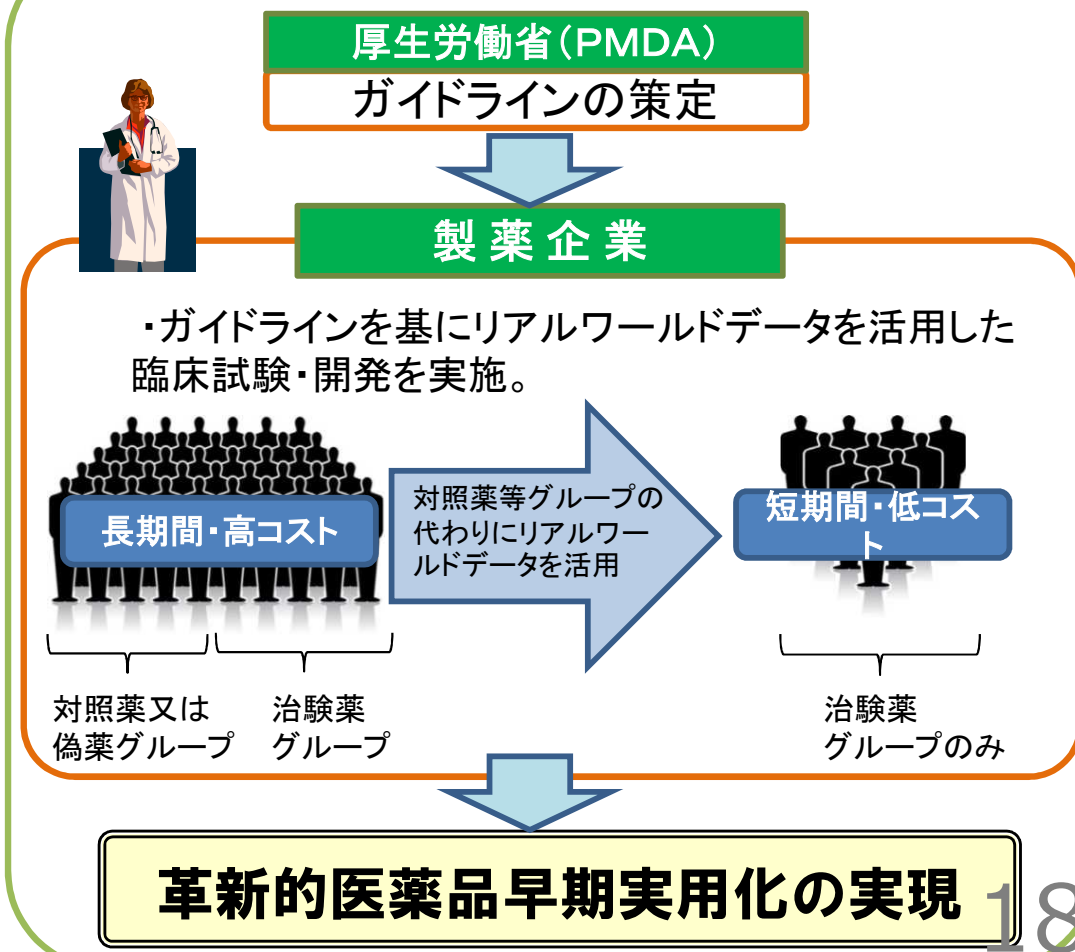 厚生労働省(PMDA)
ガイドラインの策定
製薬企業
・ガイドラインを基にリアルワールドデータを活用した
臨床試験・開発を実施。
長期間・高コスト
対照薬等グループの
代わりにリアルワー
ルドデータを活用
短期間・低コス
ト
対照薬又は
偽薬グループ
治験薬
グループ
治験薬
グループのみ
革新的医薬品早期実用化の実現
18